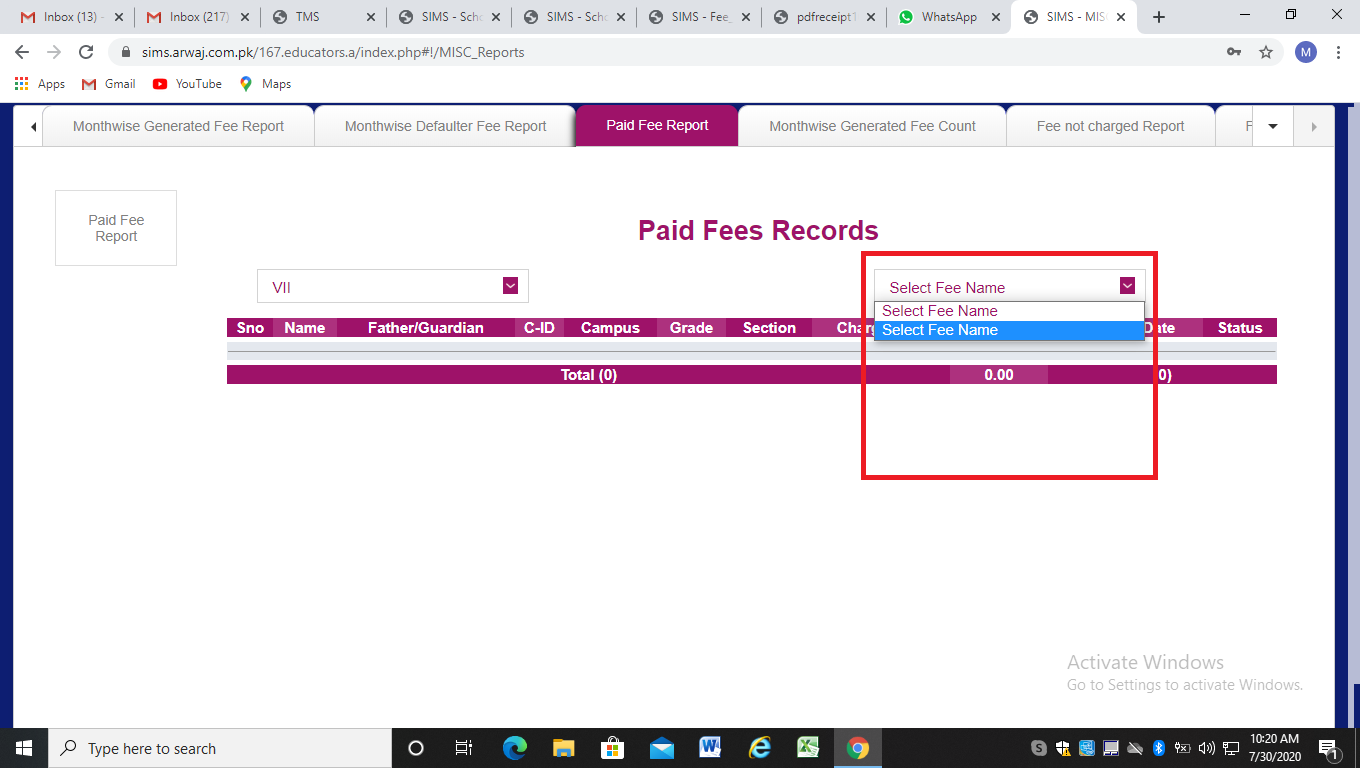 Inbox (13) -
Inbox (217)
TMS
SIMS - Scho
SIMS - Scho
SIMS - Fee_
pdfreceipt1
WhatsApp
SIMS - MIS
sims.arwaj.com.pk/167.educators.a/index.php#!/MISC_Reports
M
Apps
Gmail
YouTube
Maps
Monthwise Generated Fee Report
Monthwise Defaulter Fee Report
Paid Fee Report
Monthwise Generated Fee Count
Fee not charged Report
F
Paid Fee
Report
Paid Fees Records
VII
Select Fee Name
Select Fee Name
Select Fee Name
Sno Name Father/Guardian C-ID Campus Grade Section Charg Date Status
Total (0) 0.00 0)
Activate Windows
Go to Settings to activate Windows.
Type here to search
10:20 AM
7/30/2020
1